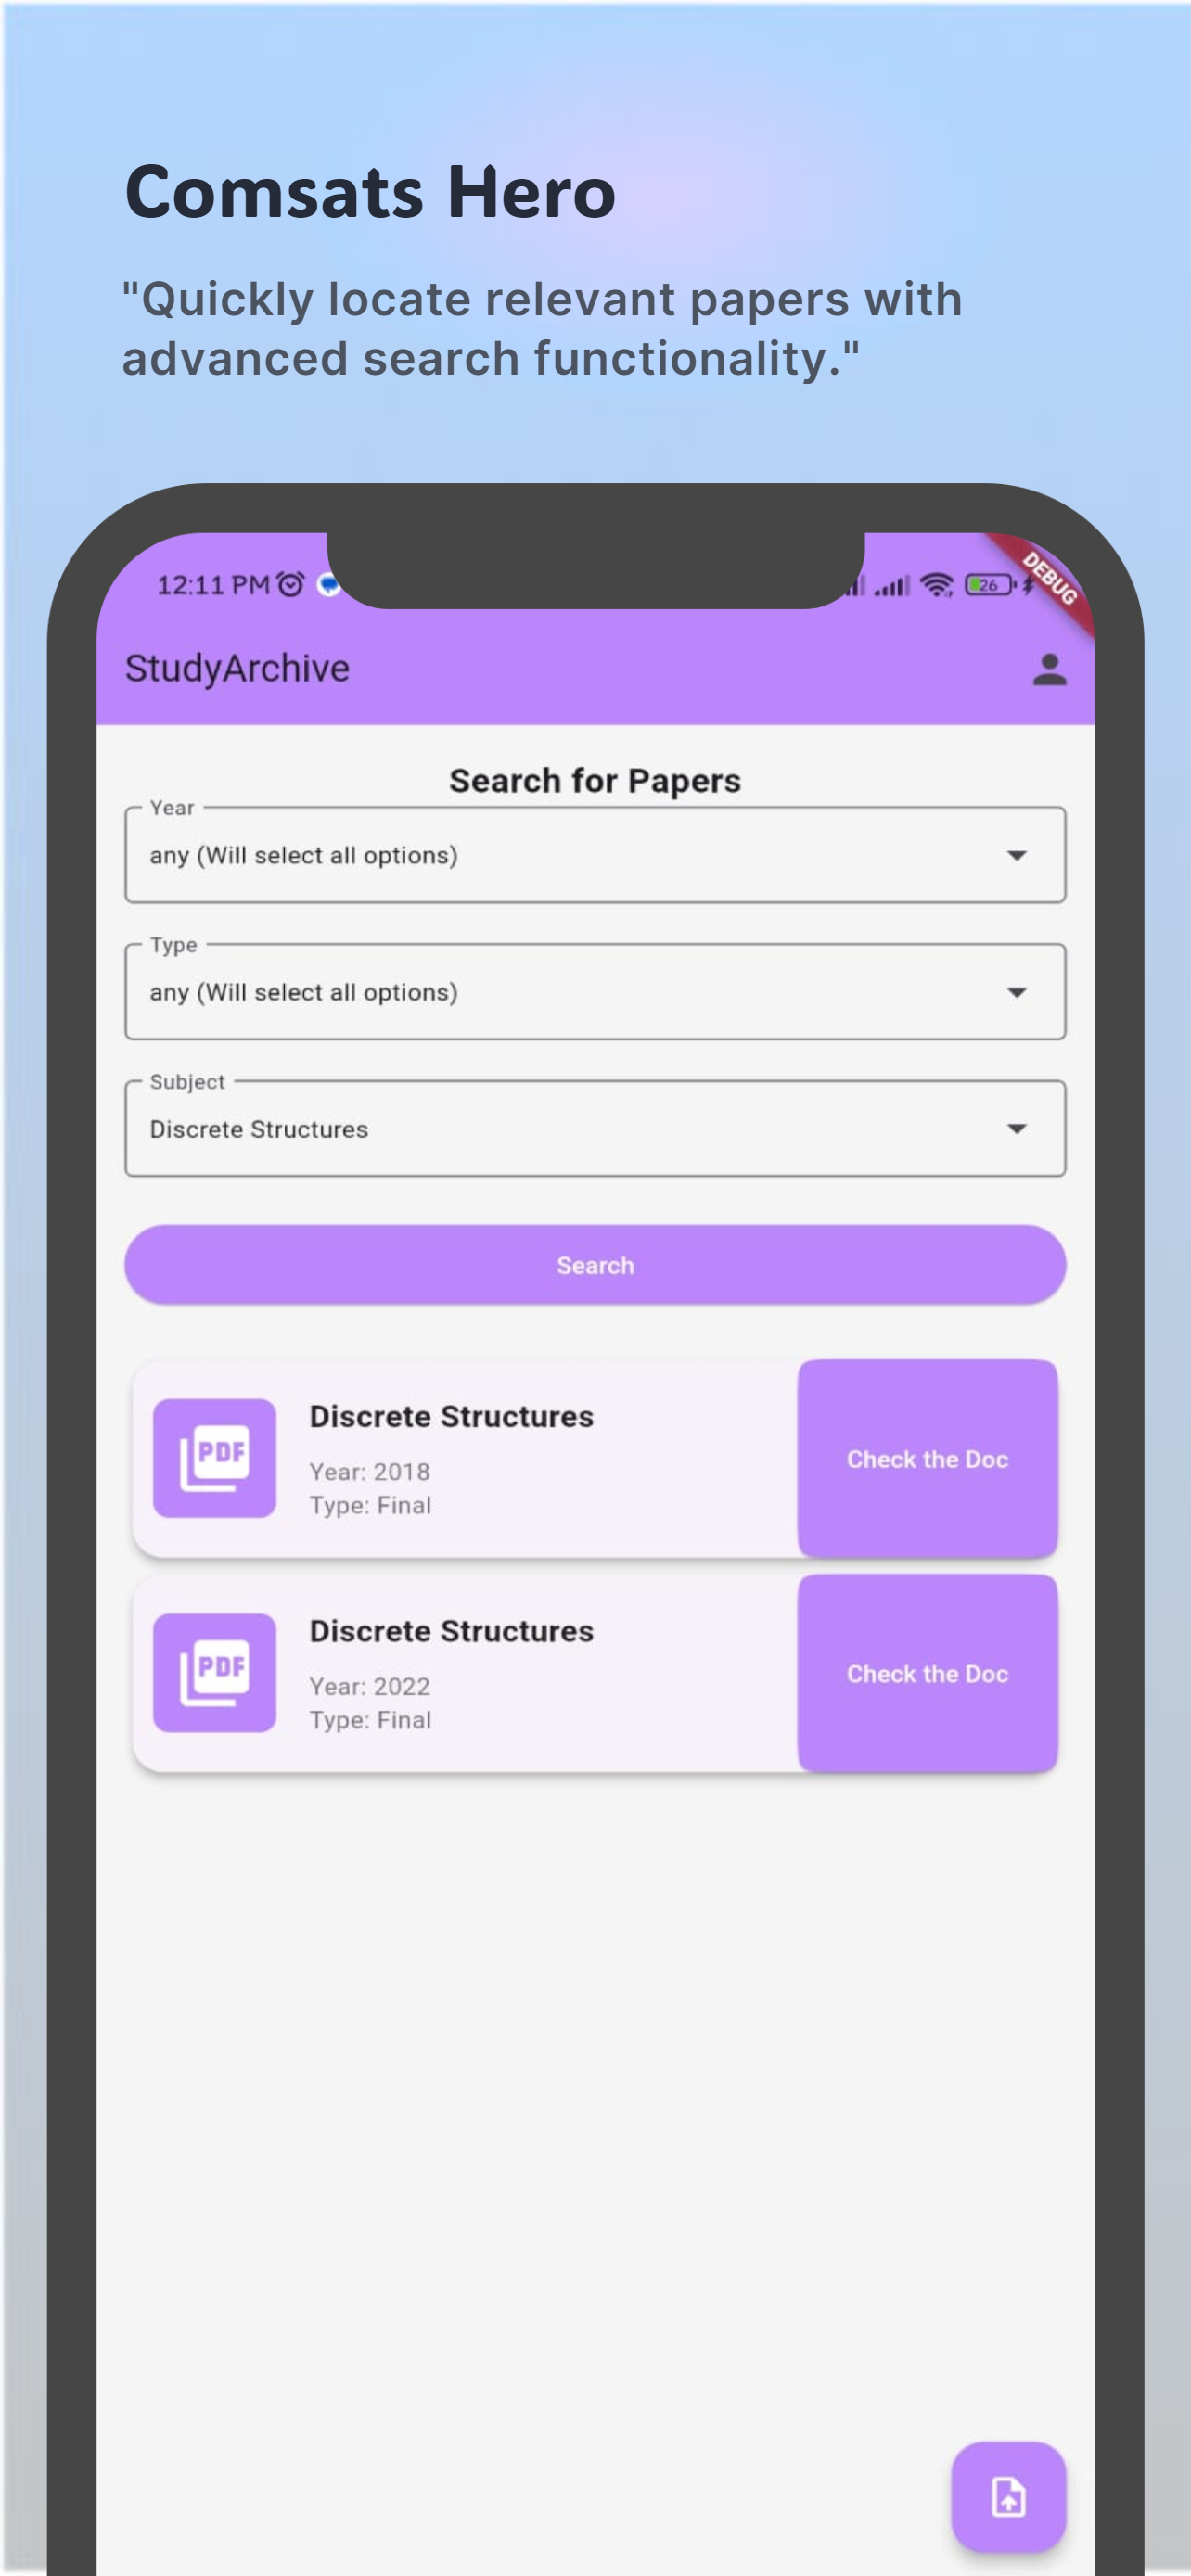 Comsats Hero
"Quickly locate relevant papers with
advanced search functionality."
12:11 PM
26
DEBUG
StudyArchive
Search for Papers
Year
any (Will select all options)
Type
any (Will select all options)
Subject
Discrete Structures
Search
PDF
Discrete Structures
Year: 2018
Type: Final
Check the Doc
PDF
Discrete Structures
Year: 2022
Type: Final
Check the Doc